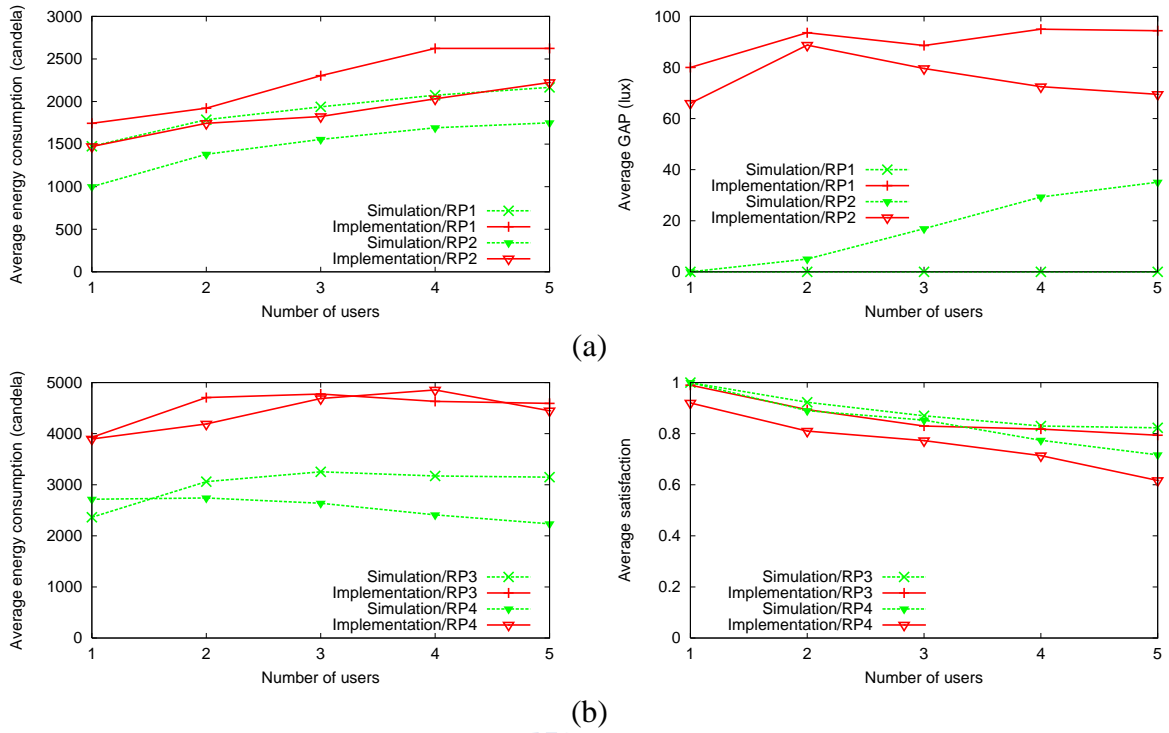 Average energy consumption (candela)
3000
2500
2000
1500
1000
500
0
1 2 3 4 5
Number of users
Simulation/RP1
Implementation/RP1
Simulation/RP2
Implementation/RP2
Average GAP (lux)
100
80
60
40
20
0
1 2 3 4 5
Number of users
Simulation/RP1
Implementation/RP1
Simulation/RP2
Implementation/RP2
(a)
Average energy consumption (candela)
5000
4000
3000
2000
1000
0
1 2 3 4 5
Number of users
Simulation/RP3
Implementation/RP3
Simulation/RP4
Implementation/RP4
Average satisfaction
1
0.8
0.6
0.4
0.2
0
1 2 3 4 5
Number of users
Simulation/RP3
Implementation/RP3
Simulation/RP4
Implementation/RP4
(b)